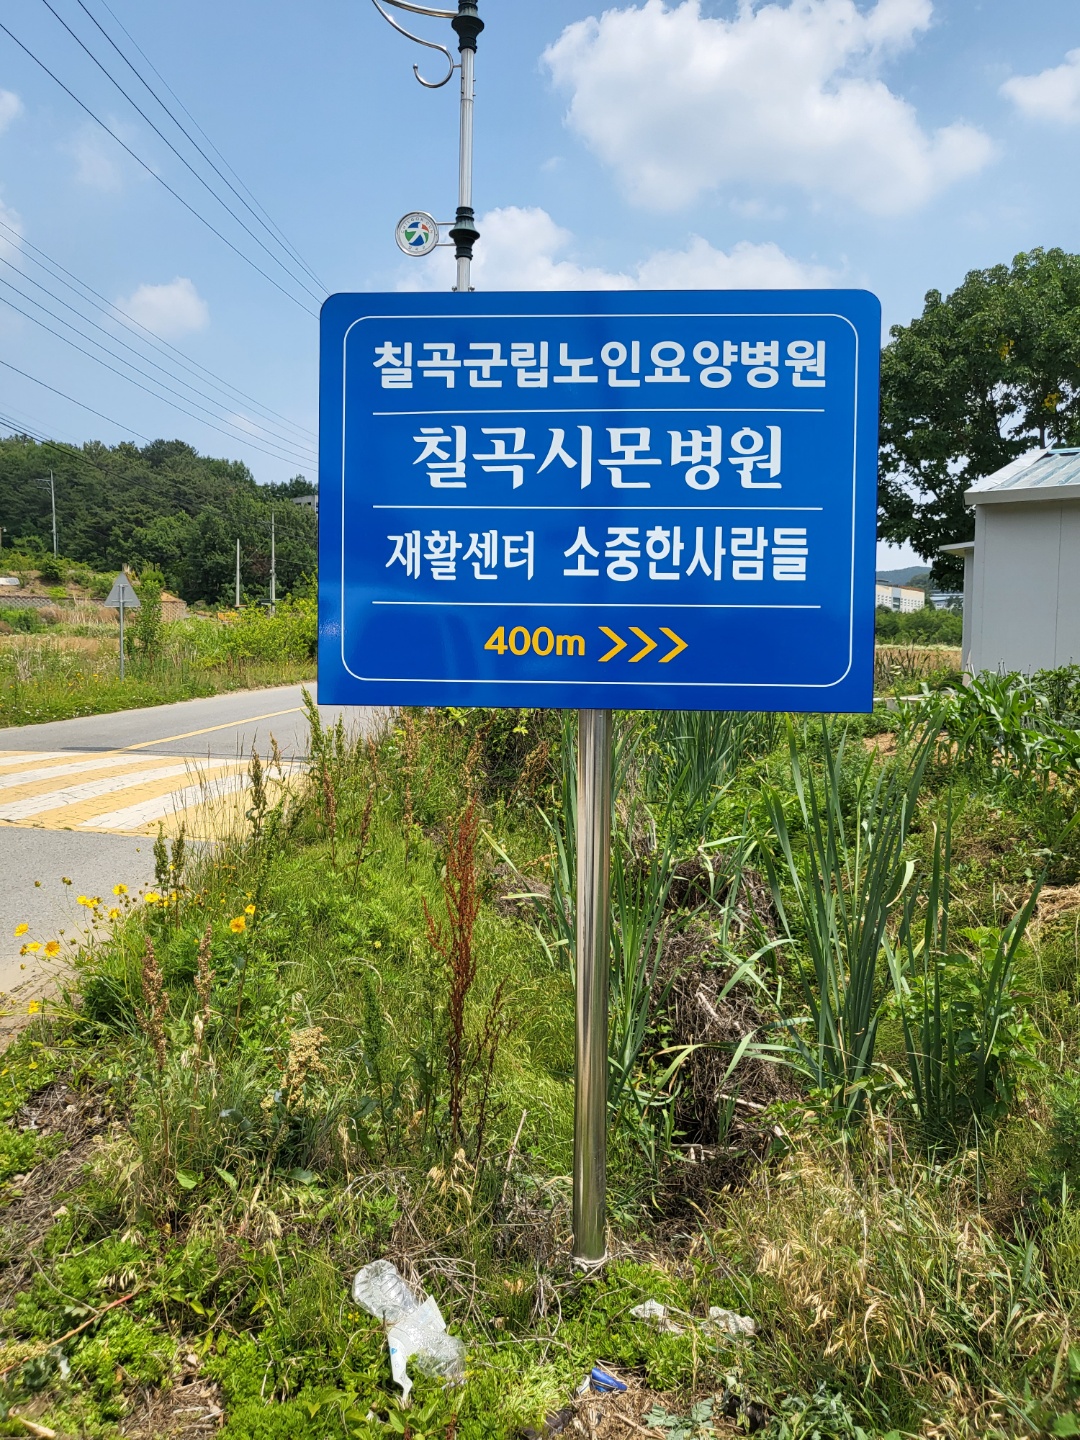 칠곡군립노인요양병원
칠곡시몬병원
재활센터 소중한사람들
400m >>>